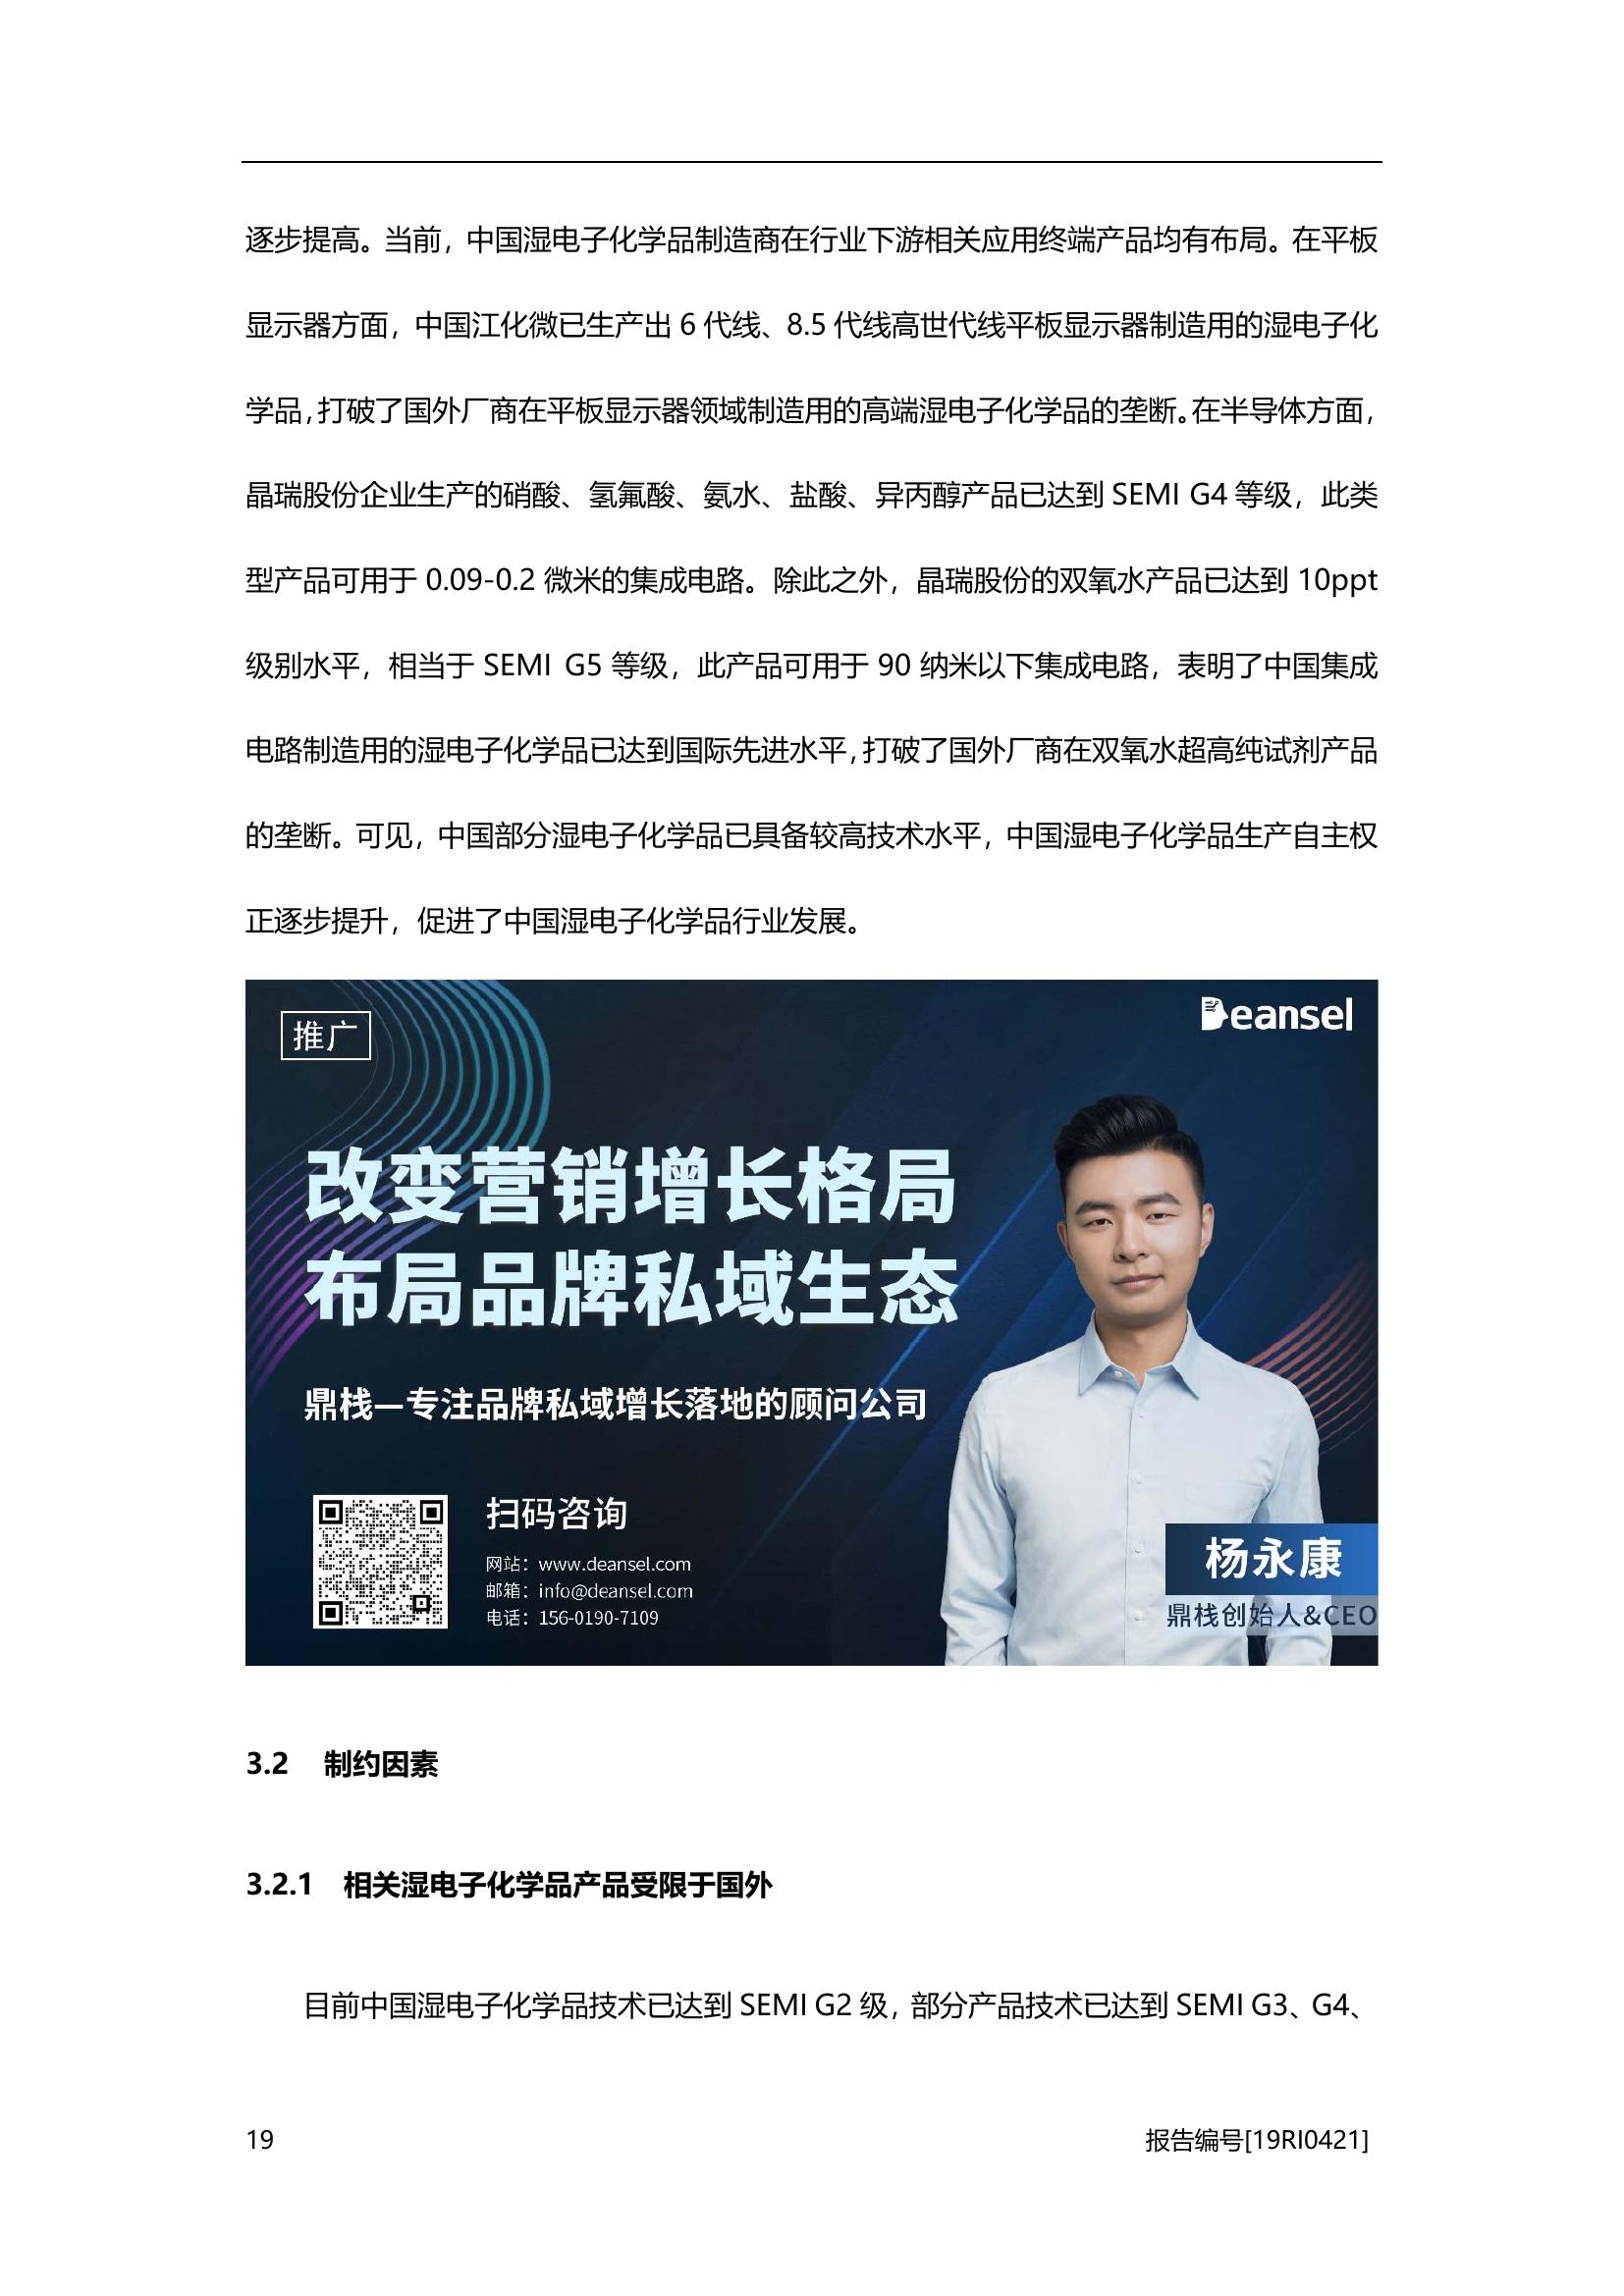 逐步提高。当前，中国湿电子化学品制造商在行业下游相关应用终端产品均有布局。在平板
显示器方面，中国江化微已生产出 6 代线、8.5 代线高世代线平板显示器制造用的湿电子化
学品，打破了国外厂商在平板显示器领域制造用的高端湿电子化学品的垄断。在半导体方面，
晶瑞股份企业生产的硝酸、氢氟酸、氨水、盐酸、异丙醇产品已达到 SEMI G4 等级，此类
型产品可用于 0.09-0.2 微米的集成电路。除此之外，晶瑞股份的双氧水产品已达到 10ppt
级别水平，相当于 SEMI G5 等级，此产品可用于 90 纳米以下集成电路，表明了中国集成
电路制造用的湿电子化学品已达到国际先进水平，打破了国外厂商在双氧水超高纯试剂产品
的垄断。可见，中国部分湿电子化学品已具备较高技术水平，中国湿电子化学品生产自主权
正逐步提升，促进了中国湿电子化学品行业发展。
推广
Deansel
改变营销增长格局
布局品牌私域生态
鼎栈—专注品牌私域增长落地的顾问公司
扫码咨询
网站：www.deansel.com
邮箱：info@deansel.com
电话：156-0190-7109
杨永康
鼎栈创始人&CEO
3.2 制约因素
3.2.1 相关湿电子化学品产品受限于国外
目前中国湿电子化学品技术已达到 SEMI G2 级，部分产品技术已达到 SEMI G3、G4、
19 报告编号[19RI0421]